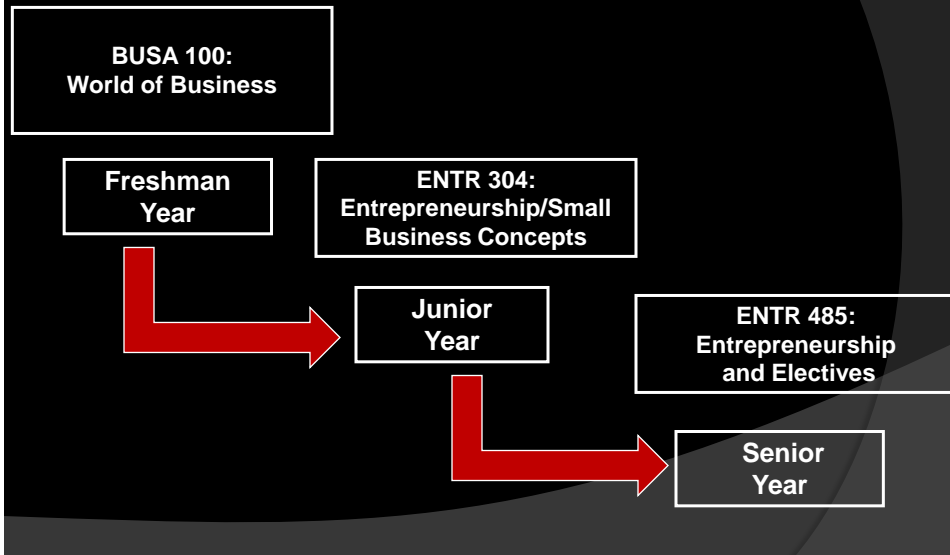 BUSA 100:
World of Business
Freshman
Year
ENTR 304:
Entrepreneurship/Small
Business Concepts
Junior
Year
ENTR 485:
Entrepreneurship
and Electives
Senior
Year